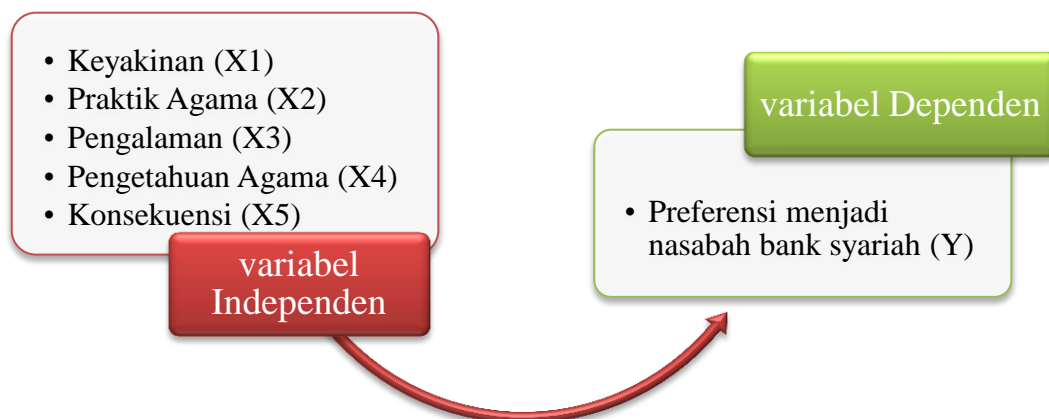 • Keyakinan (X1)
• Praktik Agama (X2)
• Pengalaman (X3)
• Pengetahuan Agama (X4)
• Konsekuensi (X5)
variabel
Independen
variabel Dependen
• Preferensi menjadi
nasabah bank syariah (Y)